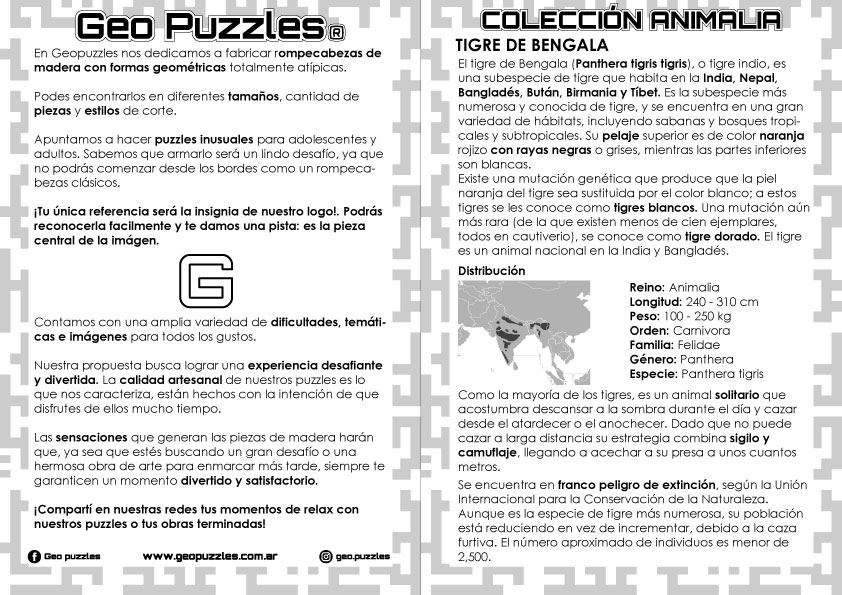 Geo Puzzles®
En Geopuzzles nos dedicamos a fabricar rompecabezas de
madera con formas geométricas totalmente atípicas.
Podes encontrarlos en diferentes tamaños, cantidad de
piezas y estilos de corte.
Apuntamos a hacer puzzles inusuales para adolescentes y
adultos. Sabemos que armarlo será un lindo desafío, ya que
no podrás comenzar desde los bordes como un rompeca-
bezas clásicos.
¡Tu única referencia será la insignia de nuestro logo!. Podrás
reconocerla facilmente y te damos una pista: es la pieza
central de la imágen.
G
Contamos con una amplia variedad de dificultades, temáti-
cas e imágenes para todos los gustos.
Nuestra propuesta busca lograr una experiencia desafiante
y divertida. La calidad artesanal de nuestros puzzles es lo
que nos caracteriza, están hechos con la intención de que
disfrutes de ellos mucho tiempo.
Las sensaciones que generan las piezas de madera harán
que, ya sea que estés buscando un gran desafío o una
hermosa obra de arte para enmarcar más tarde, siempre te
garanticen un momento divertido y satisfactorio.
¡Compartí en nuestras redes tus momentos de relax con
nuestros puzzles o tus obras terminadas!
f Geo puzzles www.geopuzzles.com.ar geo.puzzles
COLECCIÓN ANIMALIA
TIGRE DE BENGALA
El tigre de Bengala (Panthera tigris tigris), o tigre indio, es
una subespecie de tigre que habita en la India, Nepal,
Bangladés, Bután, Birmania y Tíbet. Es la subespecie más
numerosa y conocida de tigre, y se encuentra en una gran
variedad de hábitats, incluyendo sabanas y bosques tropi-
cales y subtropicales. Su pelaje superior es de color naranja
rojizo con rayas negras o grises, mientras las partes inferiores
son blancas.
Existe una mutación genética que produce que la piel
naranja del tigre sea sustituida por el color blanco; a estos
tigres se les conoce como tigres blancos. Una mutación aún
más rara (de la que existen menos de cien ejemplares,
todos en cautiverio), se conoce como tigre dorado. El tigre
es un animal nacional en la India y Bangladés.
Distribución
Reino: Animalia
Longitud: 240 - 310 cm
Peso: 100 - 250 kg
Orden: Carnivora
Familia: Felidae
Género: Panthera
Especie: Panthera tigris
Como la mayoría de los tigres, es un animal solitario que
acostumbra descansar a la sombra durante el día y cazar
desde el atardecer o el anochecer. Dado que no puede
cazar a larga distancia su estrategia combina sigilo y
camuflaje, llegando a acechar a su presa a unos cuantos
metros.
Se encuentra en franco peligro de extinción, según la Unión
Internacional para la Conservación de la Naturaleza.
Aunque es la especie de tigre más numerosa, su población
está reduciendo en vez de incrementar, debido a la caza
furtiva. El número aproximado de individuos es menor de
2,500.